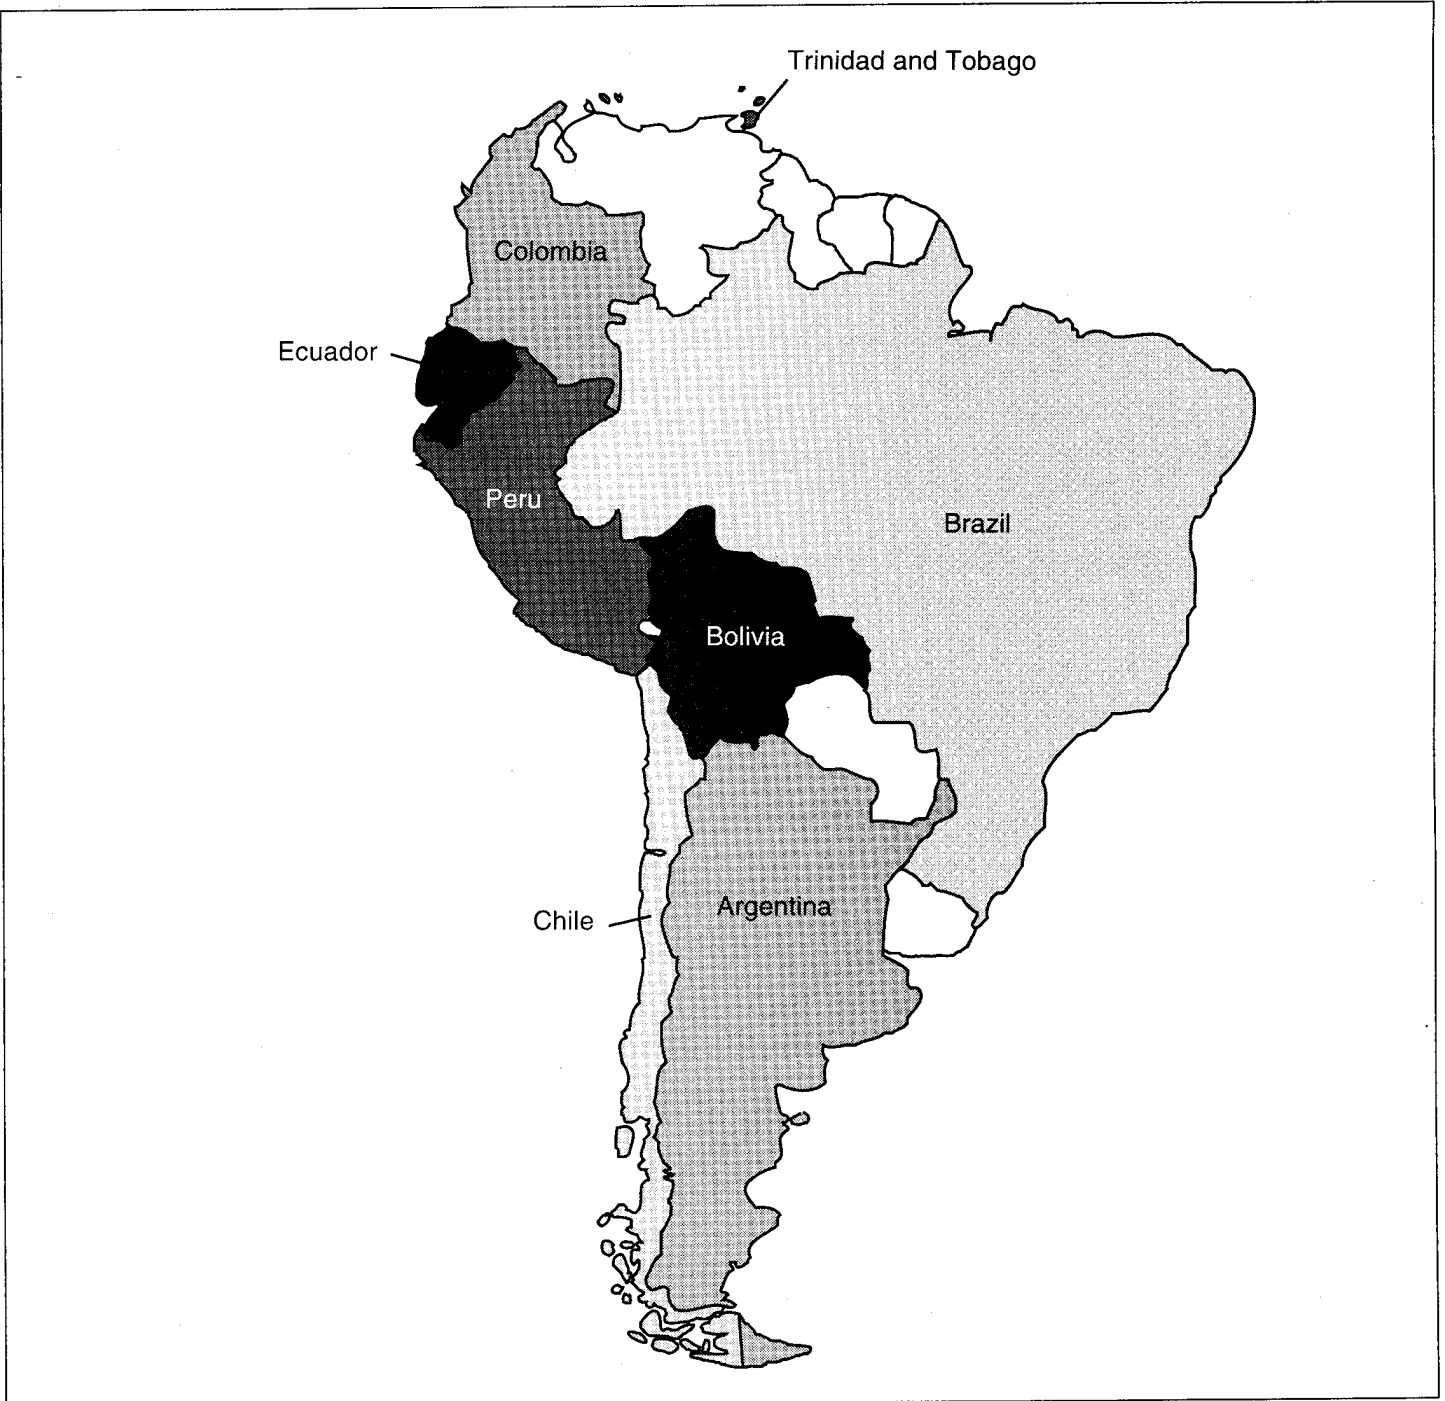 Trinidad and Tobago
Colombia
Ecuador
Peru
Brazil
Bolivia
Argentina
Chile